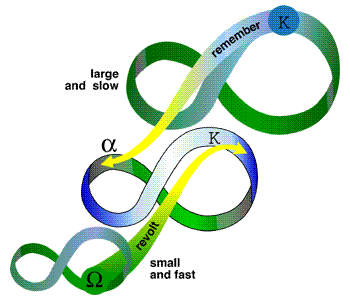 K
remember
large
and slow
α
K
revolt
small
and fast
Ω